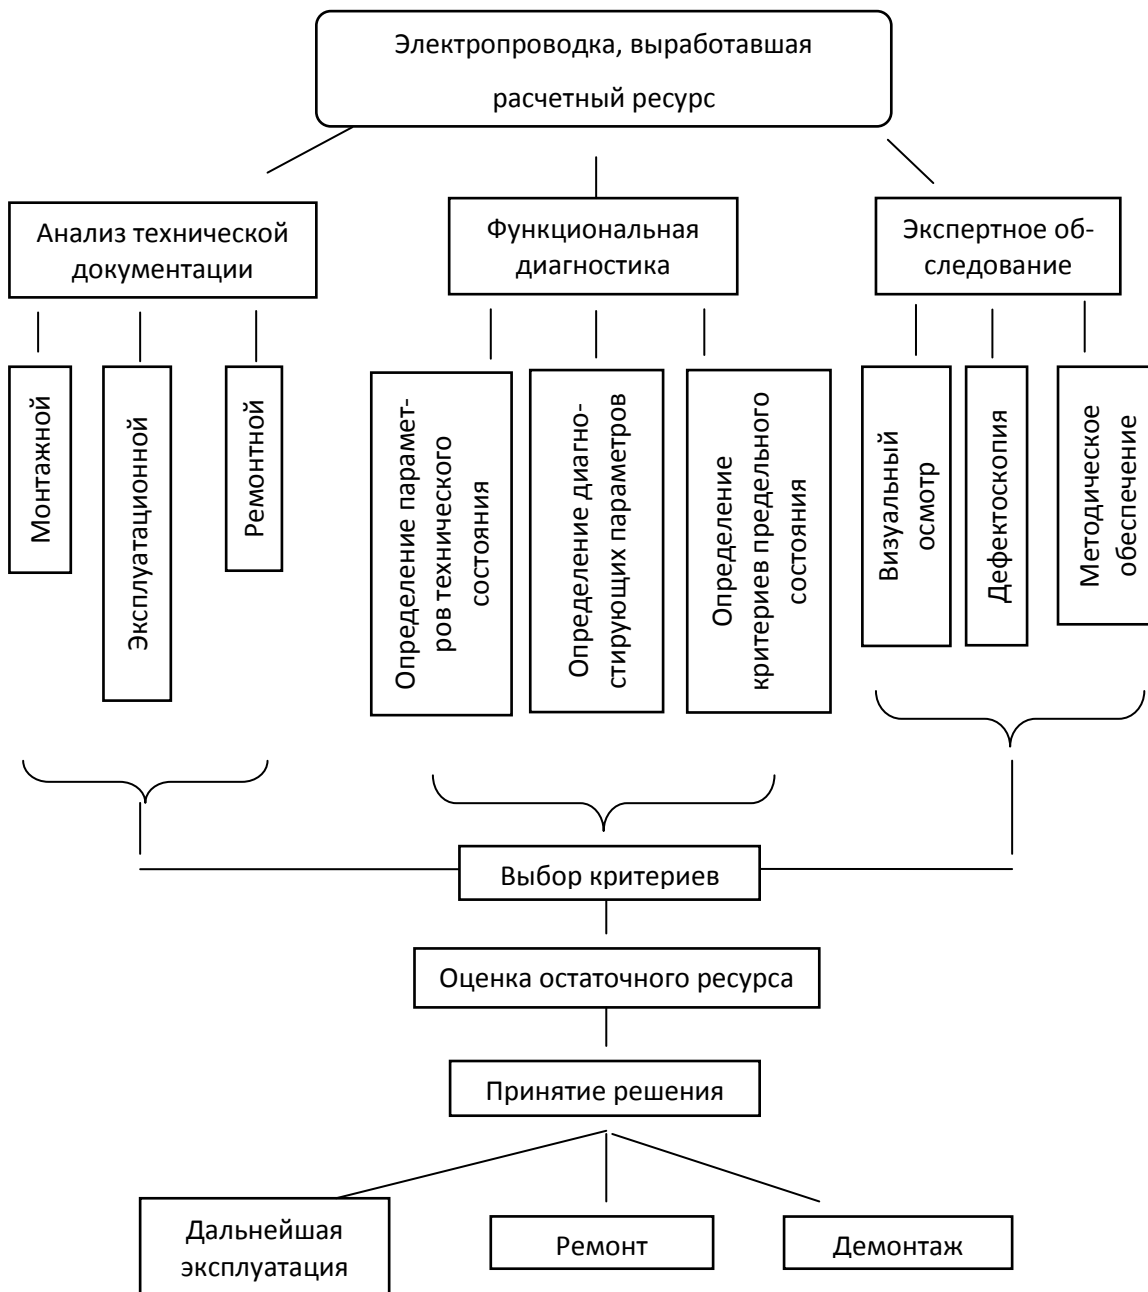 Электропроводка, выработавшая
расчетный ресурс
Анализ технической
документации
Функциональная
диагностика
Экспертное об-
следование
Монтажной
Эксплуатационной
Ремонтной
Определение парамет-
ров технического
состояния
Определение диагно-
стирующих параметров
Определение
критериев предельного
состояния
Визуальный
осмотр
Дефектоскопия
Методическое
обеспечение
Выбор критериев
Оценка остаточного ресурса
Принятие решения
Дальнейшая
эксплуатация
Ремонт
Демонтаж